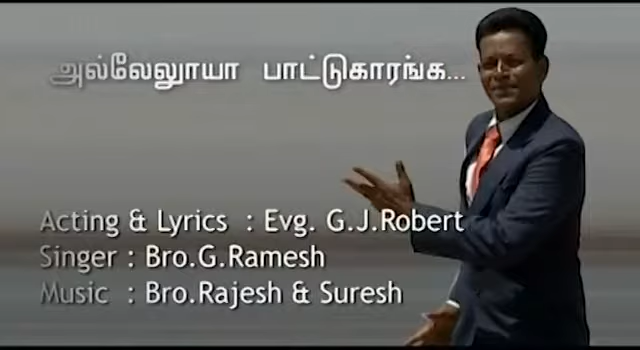 அல்லேலூயா பாட்டுகாரங்க...
Acting & Lyrics : Evg. G.J.Robert
Singer : Bro.G.Ramesh
Music : Bro.Rajesh & Suresh